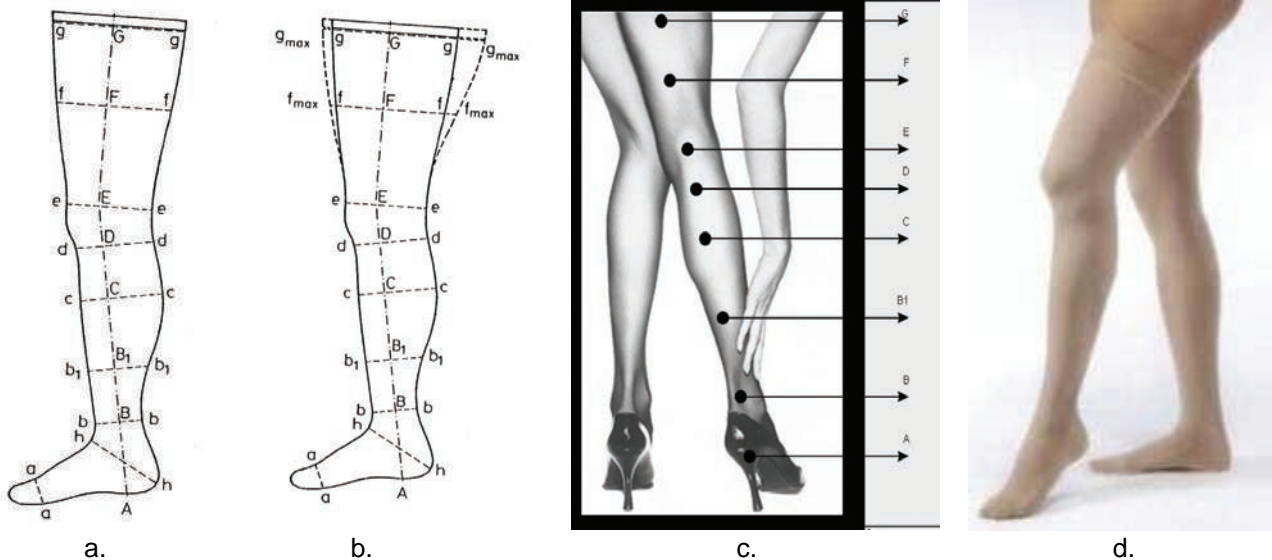 g G g
f F f
e E e
d D d
c C c
b₁ B₁ b₁
b B b
h
a
h
a A
a.
gmax g G g gmax
fmax f F f fmax
e E e
d D d
c C c
b₁ B₁ b₁
b B b
h
a h
a A
b.
G
F
E
D
C
B1
B
A
c.
d.